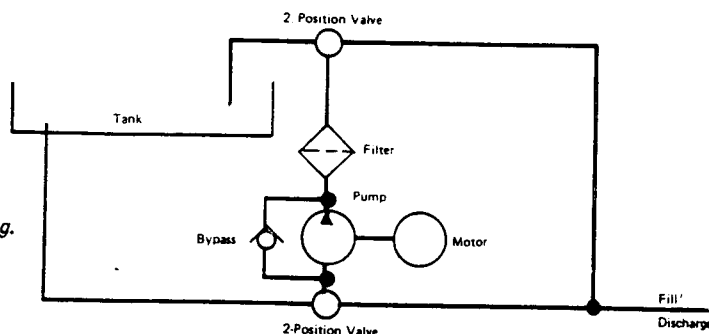 2. Position Valve
Tank
Filter
Pump
g.
Bypass
Motor
Fill'
Discharge
2-Position Valve